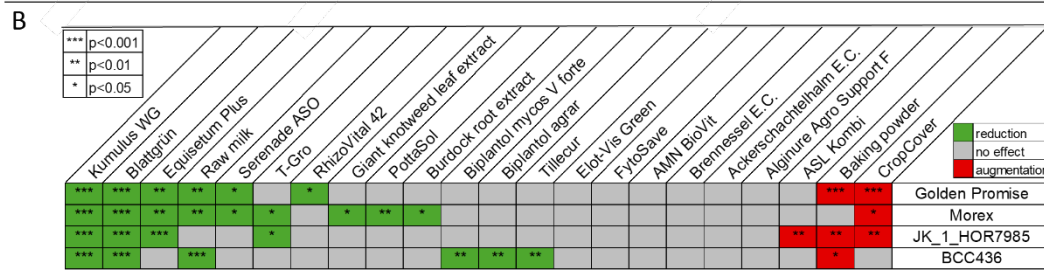 B
*** p<0.001
** p<0.01
* p<0.05
Kumulus WG
Blattgrün
Equisetum Plus
Raw milk
Serenade ASO
T-Gro
RhizoVital 42
Giant knotweed leaf extract
PottaSol
Burdock root extract
Biplantol mycos V forte
Biplantol agrar
Tillecur
Elot-Vis Green
FytoSave
AMN BioVit
Brennessel E.C.
Ackerschachtelhalm E.C.
Alginure Agro Support F
ASL Kombi
Baking powder
CropCover
reduction
no effect
augmentation
*** *** ** ** * * *** *** Golden Promise
*** *** ** ** * * * ** * * Morex
*** *** *** * ** ** ** JK_1_HOR7985
*** *** *** ** ** ** * BCC436